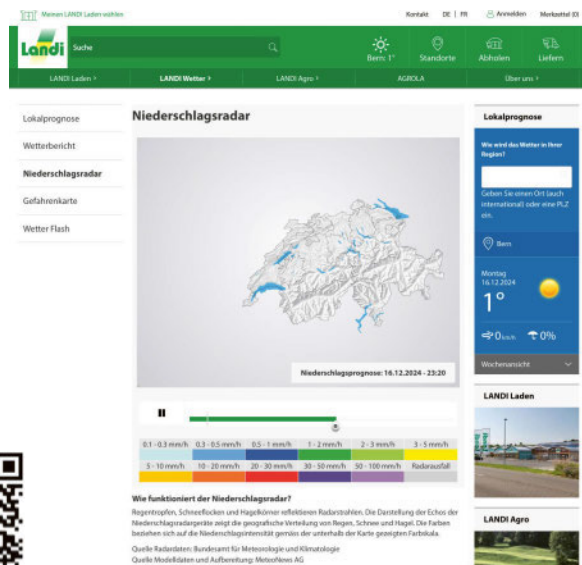 Meinen LANDI Laden wählen
Kontakt DE | FR Anmelden Merkzettel (0)
Landi
Suche
Bern: 1°
Standorte
Abholen
Liefern
LANDI Laden >
LANDI Wetter >
LANDI Agro >
AGROLA
Über uns >
Lokalprognose
Wetterbericht
Niederschlagsradar
Gefahrenkarte
Wetter Flash
Niederschlagsradar
Niederschlagsprognose: 16.12.2024 - 23:20
0.1 - 0.3 mm/h 0.3 - 0.5 mm/h 0.5 - 1 mm/h 1 - 2 mm/h 2 - 3 mm/h 3 - 5 mm/h
5 - 10 mm/h 10 - 20 mm/h 20 - 30 mm/h 30 - 50 mm/h 50 - 100 mm/h Radarausfall
Wie funktioniert der Niederschlagsradar?
Regentropfen, Schneeflocken und Hagelkörner reflektieren Radarstrahlen. Die Darstellung der Echos der
Niederschlagsradargeräte zeigt die geografische Verteilung von Regen, Schnee und Hagel. Die Farben
beziehen sich auf die Niederschlagsintensität gemäss der unterhalb der Karte gezeigten Farbskala.
Quelle Radardaten: Bundesamt für Meteorologie und Klimatologie
Quelle Modelldaten und Aufbereitung: MeteoNews AG
Lokalprognose
Wie wird das Wetter in Ihrer
Region?
Geben Sie einen Ort (auch
international) oder eine PLZ
ein.
Bern
Montag
16.12.2024
1°
0 km/h
0%
Wochenansicht
LANDI Laden
LANDI Agro